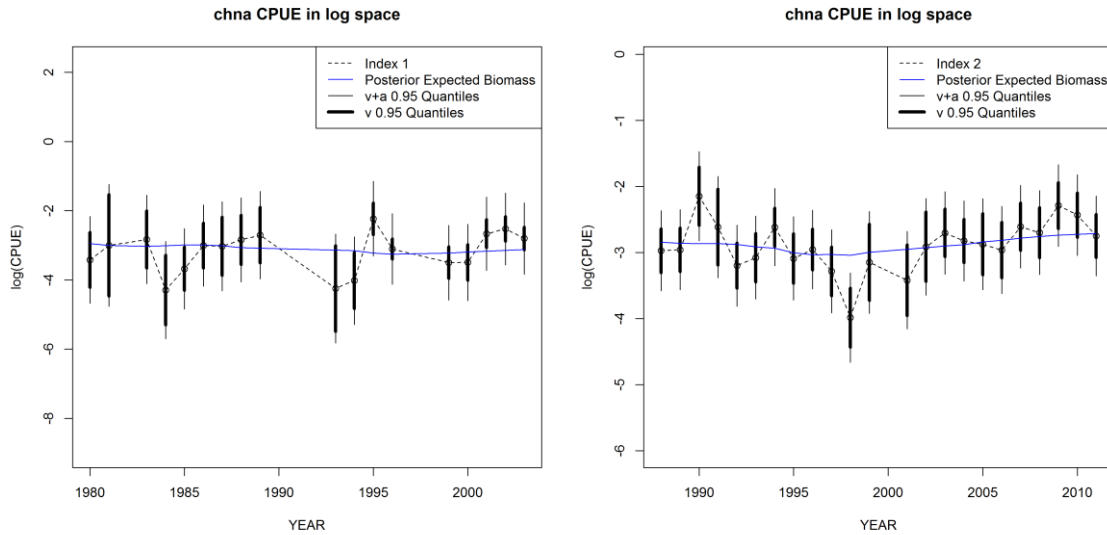 chna CPUE in log space
Index 1
Posterior Expected Biomass
v+a 0.95 Quantiles
v 0.95 Quantiles
log(CPUE)
2
0
-2
-4
-6
-8
1980 1985 1990 1995 2000
YEAR
chna CPUE in log space
Index 2
Posterior Expected Biomass
v+a 0.95 Quantiles
v 0.95 Quantiles
log(CPUE)
0
-1
-2
-3
-4
-5
-6
1990 1995 2000 2005 2010
YEAR